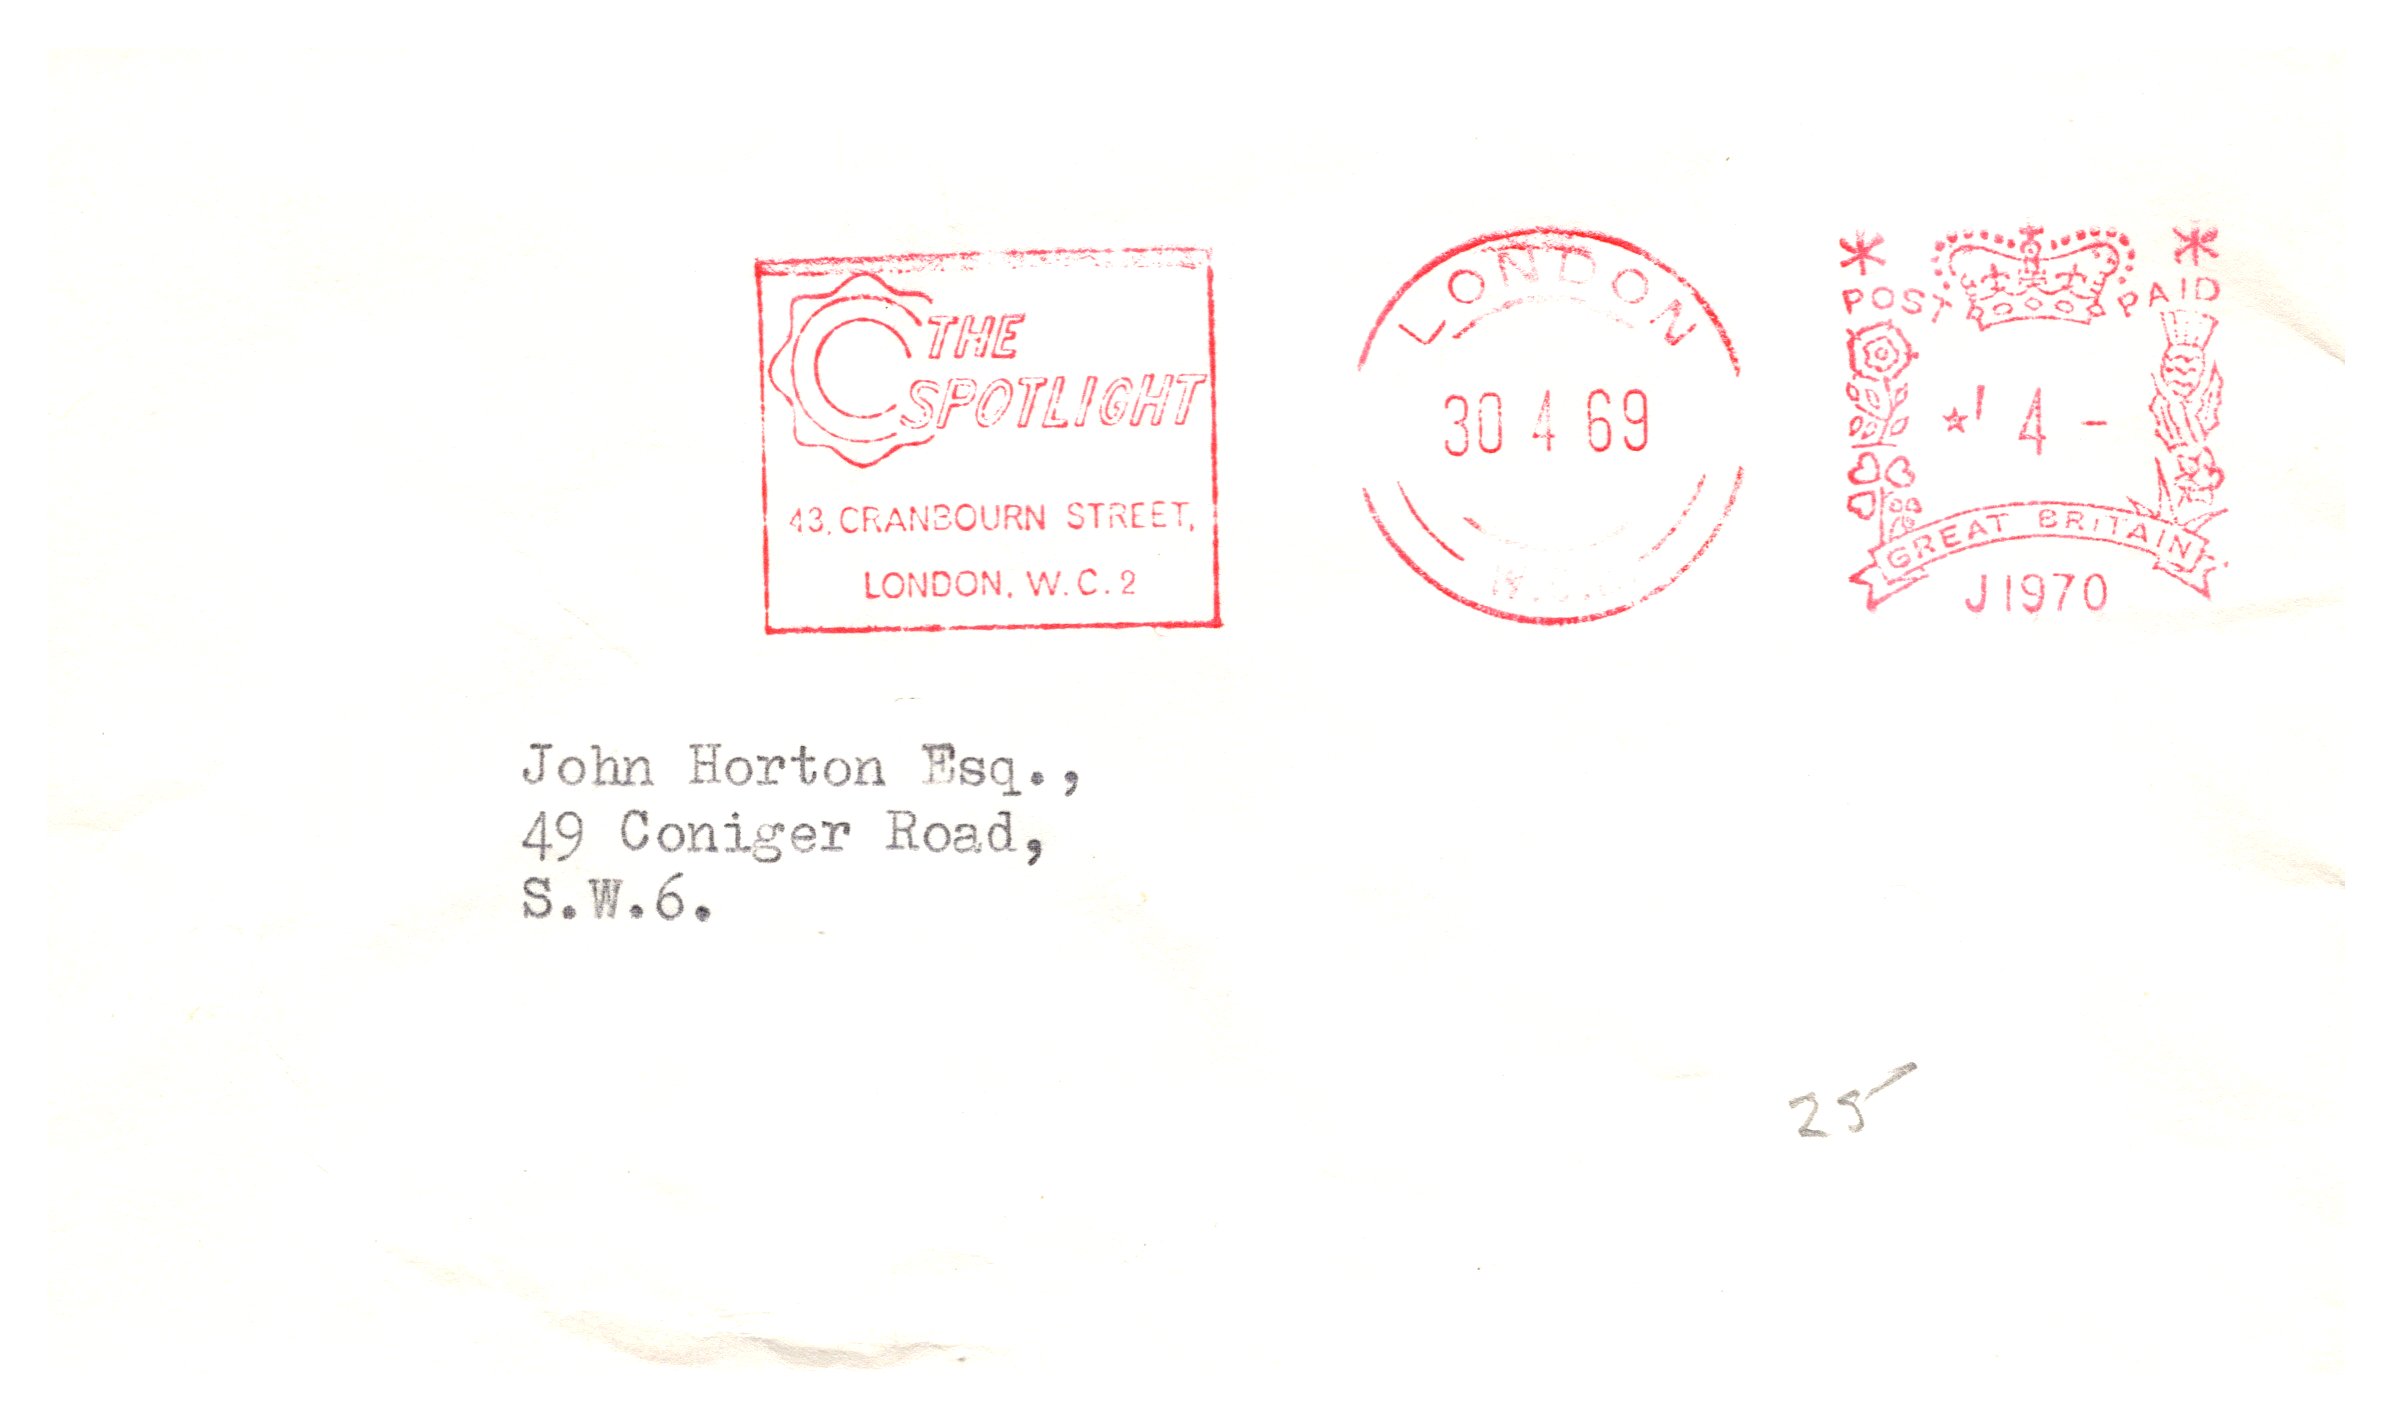 THE
SPOTLIGHT
43, CRANBOURN STREET,
LONDON, W.C.2
LONDON
30 4 69
POST PAID
4 -
GREAT BRITAIN
J1970
John Horton Esq.,
49 Coniger Road,
S.W.6.
25